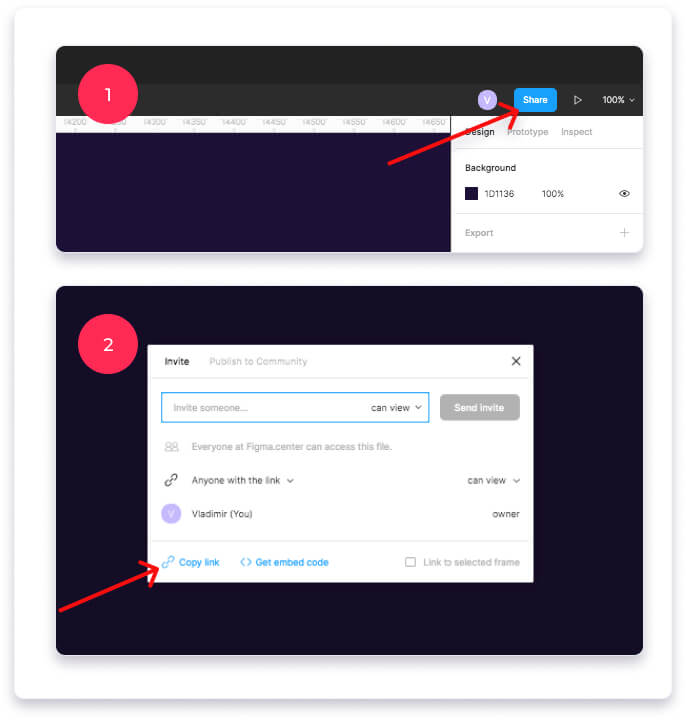 1
V Share 100%
14200 14300 14350 14400 14450 14500 14550 14600 14650
Design Prototype Inspect
Background
1D1136 100%
Export
2
Invite Publish to Community
Invite someone... can view Send invite
Everyone at Figma.center can access this file.
Anyone with the link can view
V Vladimir (You) owner
Copy link Get embed code Link to selected frame